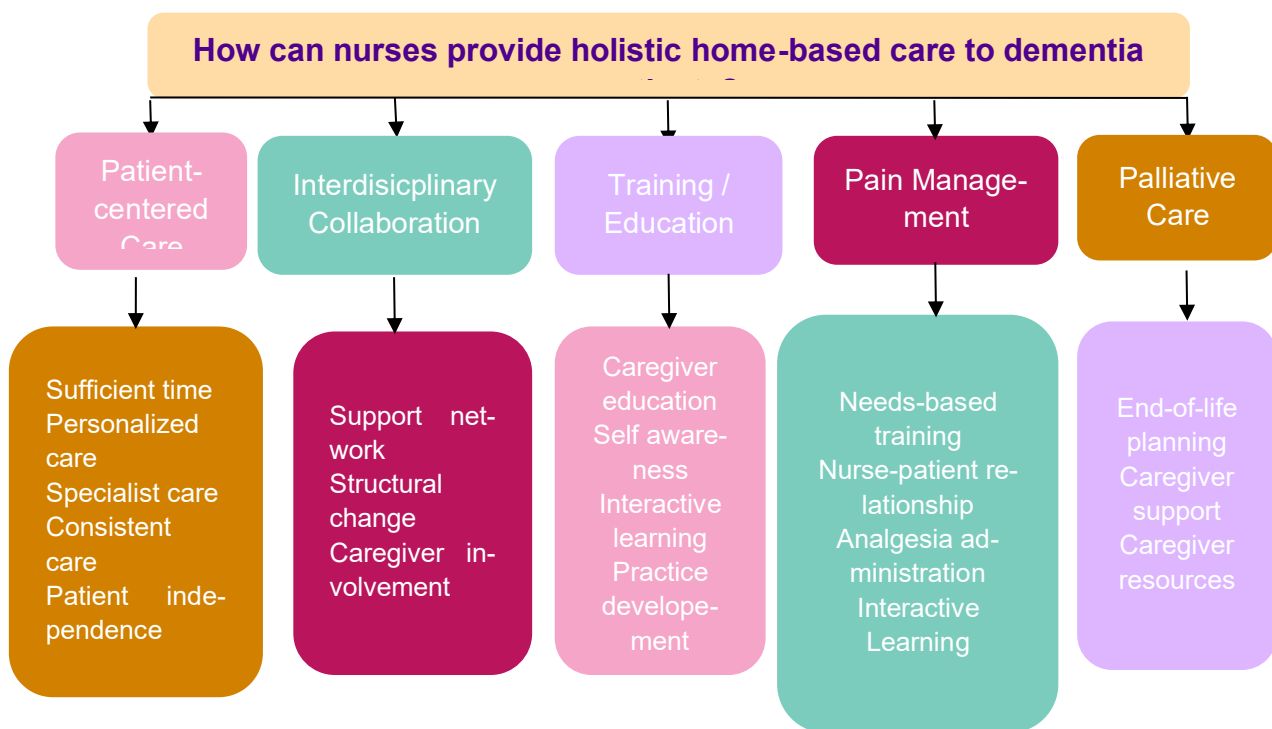 How can nurses provide holistic home-based care to dementia
Patient-
centered
Care
Interdisicplinary
Collaboration
Training /
Education
Pain Manage-
ment
Palliative
Care
Sufficient time
Personalized
care
Specialist care
Consistent
care
Patient inde-
pendence
Support net-
work
Structural
change
Caregiver in-
volvement
Caregiver
education
Self aware-
ness
Interactive
learning
Practice
develope-
ment
Needs-based
training
Nurse-patient re-
lationship
Analgesia ad-
ministration
Interactive
Learning
End-of-life
planning
Caregiver
support
Caregiver
resources